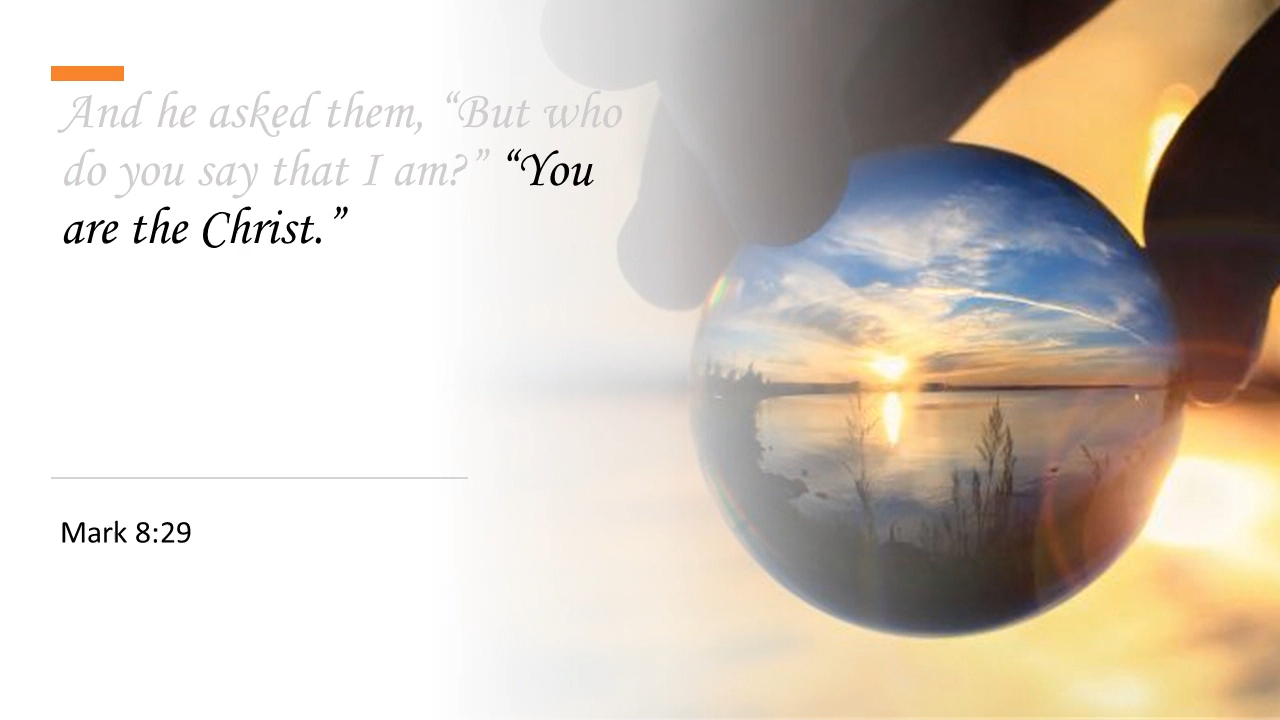 And he asked them, “But who
do you say that I am?” “You
are the Christ.”
Mark 8:29